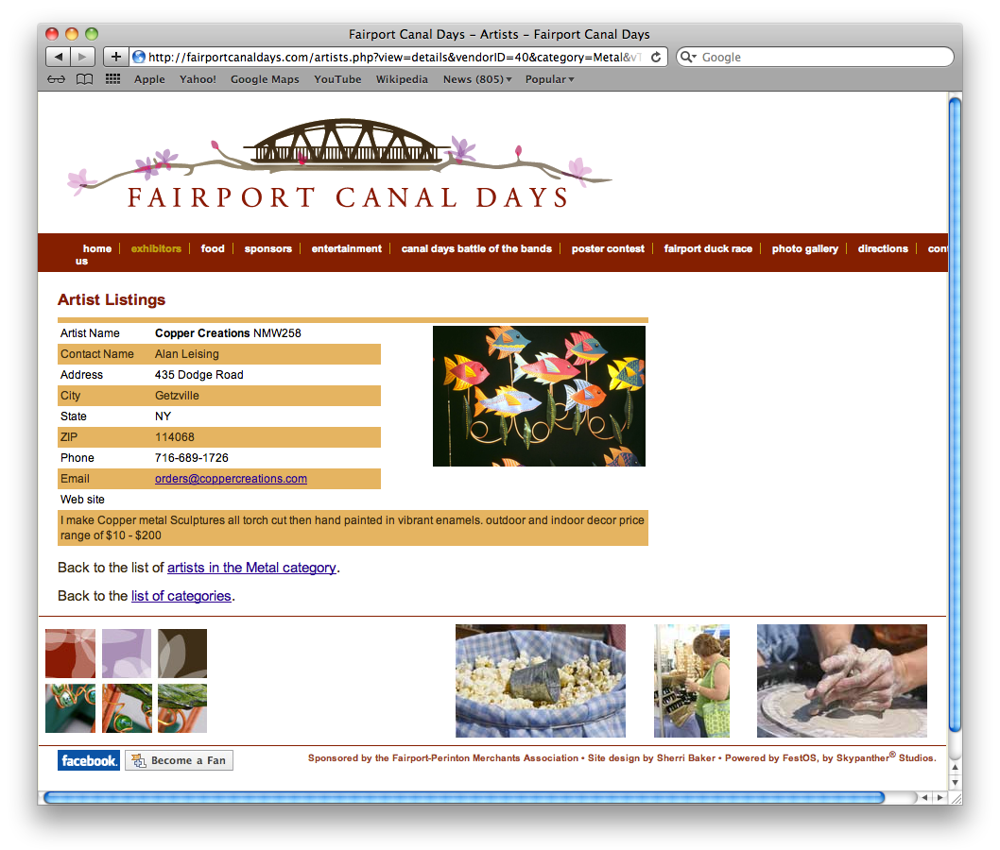 Fairport Canal Days – Artists – Fairport Canal Days
http://fairportcanaldays.com/artists.php?view=details&vendorID=40&category=Metal&vT
Google
Apple Yahoo! Google Maps YouTube Wikipedia News (805) Popular
FAIRPORT CANAL DAYS
home exhibitors food sponsors entertainment canal days battle of the bands poster contest fairport duck race photo gallery directions cont
us
Artist Listings
Artist Name Copper Creations NMW258
Contact Name Alan Leising
Address 435 Dodge Road
City Getzville
State NY
ZIP 114068
Phone 716-689-1726
Email orders@coppercreations.com
Web site
I make Copper metal Sculptures all torch cut then hand painted in vibrant enamels. outdoor and indoor decor price
range of $10 - $200
Back to the list of artists in the Metal category.
Back to the list of categories.
facebook. Become a Fan
Sponsored by the Fairport-Perinton Merchants Association • Site design by Sherri Baker • Powered by FestOS, by Skypanther® Studios.